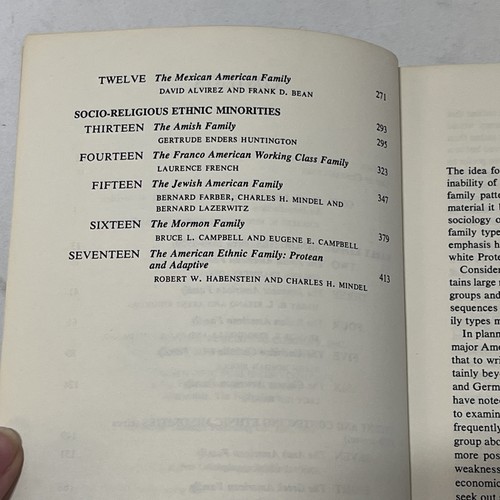 TWELVE The Mexican American Family
DAVID ALVIREZ AND FRANK D. BEAN 271
SOCIO-RELIGIOUS ETHNIC MINORITIES 293
THIRTEEN The Amish Family 295
GERTRUDE ENDERS HUNTINGTON
FOURTEEN The Franco American Working Class Family 323
LAURENCE FRENCH
FIFTEEN The Jewish American Family 347
BERNARD FARBER, CHARLES H. MINDEL AND
BERNARD LAZERWITZ
SIXTEEN The Mormon Family 379
BRUCE L. CAMPBELL AND EUGENE E. CAMPBELL
SEVENTEEN The American Ethnic Family: Protean
and Adaptive 413
ROBERT W. HABENSTEIN AND CHARLES H. MINDEL
The idea fo
inability of
family patte
material it b
sociology o
family type
emphasis h
white Prote
Consider
tains large
groups and
sequences
ily types m
In plann
major Ame
that to wri
tainly bey
and Germ
have noted
to examin
frequently
group abo
more pos
weakness
economic
seek out